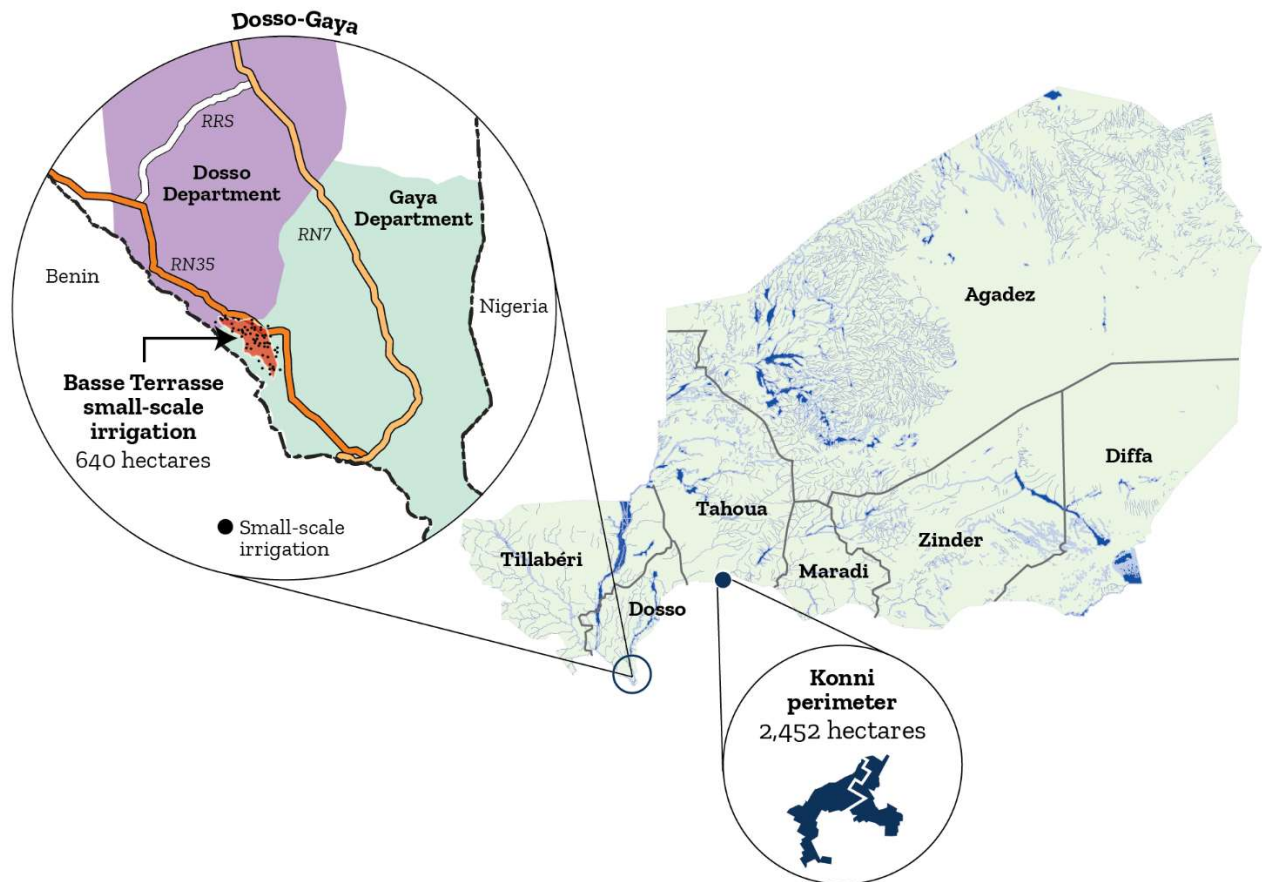 Dosso-Gaya
RRS
Dosso
Department
Gaya
Department
RN7
RN35
Benin
Nigeria
Basse Terrasse
small-scale
irrigation
640 hectares
Small-scale
irrigation
Agadez
Diffa
Tahoua
Zinder
Tillabéri
Maradi
Dosso
Konni
perimeter
2,452 hectares